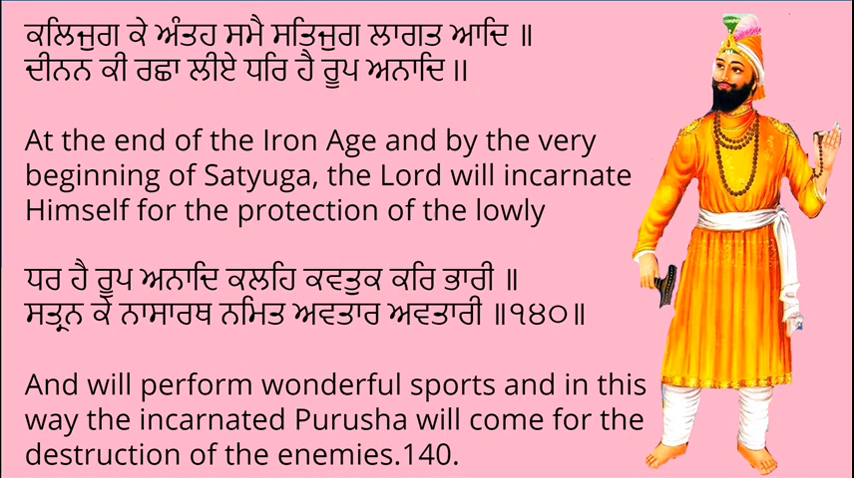 ਕਲਿਜੁਗ ਕੇ ਅੰਤਹ ਸਮੈ ਸਤਿਜੁਗ ਲਾਗਤ ਆਦਿ ॥
ਦੀਨਨ ਕੀ ਰਛਾ ਲੀਏ ਧਰਿ ਹੈ ਰੂਪ ਅਨਾਦਿ ॥
At the end of the Iron Age and by the very
beginning of Satyuga, the Lord will incarnate
Himself for the protection of the lowly
ਧਰ ਹੈ ਰੂਪ ਅਨਾਦਿ ਕਲਹਿ ਕਵਤੁਕ ਕਰਿ ਭਾਰੀ ॥
ਸਤ੍ਰਨ ਕੇ ਨਾਸਾਰਥ ਨਮਿਤ ਅਵਤਾਰ ਅਵਤਾਰੀ ॥੧੪੦॥
And will perform wonderful sports and in this
way the incarnated Purusha will come for the
destruction of the enemies.140.